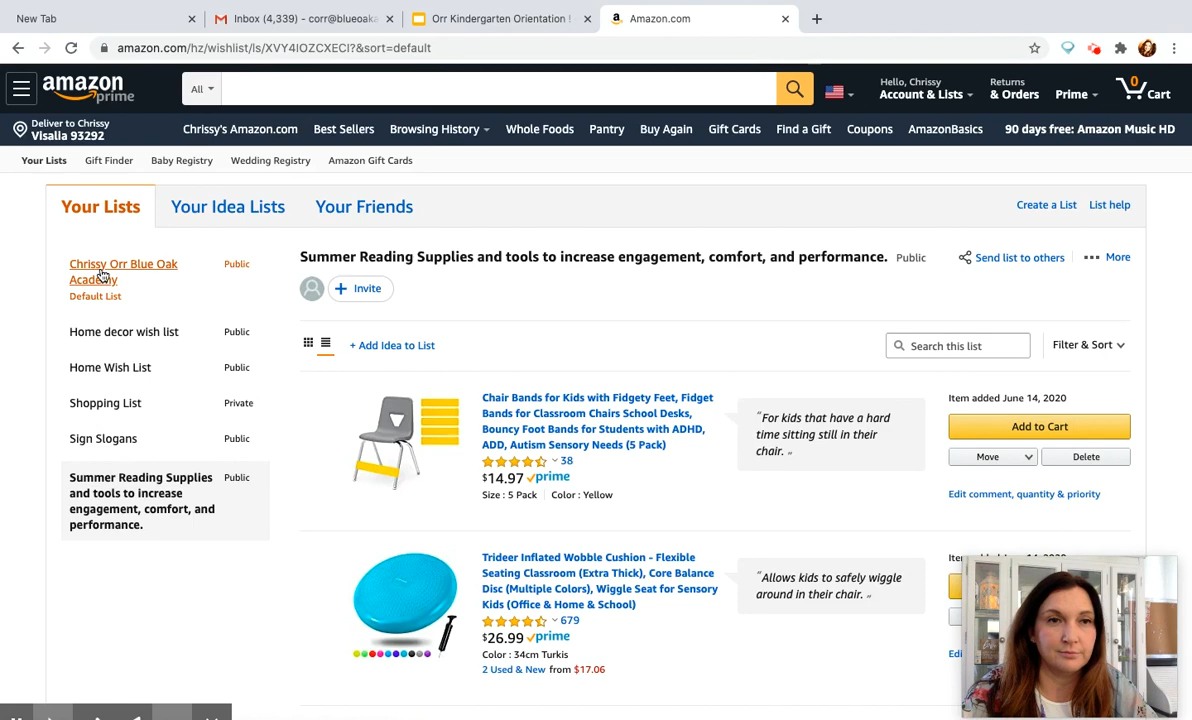 New Tab
Inbox (4,339) - corr@blueoaka
Orr Kindergarten Orientation !
Amazon.com
amazon.com/hz/wishlist/ls/XVY4IOZCXECI?&sort=default
amazon
prime
All
Hello, Chrissy
Account & Lists
Returns
& Orders
Prime
0
Cart
Deliver to Chrissy
Visalia 93292
Chrissy's Amazon.com
Best Sellers
Browsing History
Whole Foods
Pantry
Buy Again
Gift Cards
Find a Gift
Coupons
AmazonBasics
90 days free: Amazon Music HD
Your Lists
Gift Finder
Baby Registry
Wedding Registry
Amazon Gift Cards
Your Lists
Your Idea Lists
Your Friends
Create a List
List help
Chrissy Orr Blue Oak
Academy
Public
Default List
Home decor wish list
Public
Home Wish List
Public
Shopping List
Private
Sign Slogans
Public
Summer Reading Supplies
and tools to increase
engagement, comfort, and
performance.
Public
Summer Reading Supplies and tools to increase engagement, comfort, and performance.
Public
Send list to others
More
+ Invite
+ Add Idea to List
Search this list
Filter & Sort
Chair Bands for Kids with Fidgety Feet, Fidget
Bands for Classroom Chairs School Desks,
Bouncy Foot Bands for Students with ADHD,
ADD, Autism Sensory Needs (5 Pack)
38
$14.97 prime
Size : 5 Pack | Color : Yellow
"For kids that have a hard
time sitting still in their
chair. "
Item added June 14, 2020
Add to Cart
Move
Delete
Edit comment, quantity & priority
Trideer Inflated Wobble Cushion - Flexible
Seating Classroom (Extra Thick), Core Balance
Disc (Multiple Colors), Wiggle Seat for Sensory
Kids (Office & Home & School)
679
$26.99 prime
Color : 34cm Turkis
2 Used & New from $17.06
"Allows kids to safely wiggle
around in their chair. "